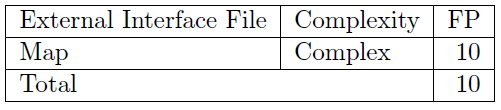 External Interface File Complexity FP
Map Complex 10
Total 10